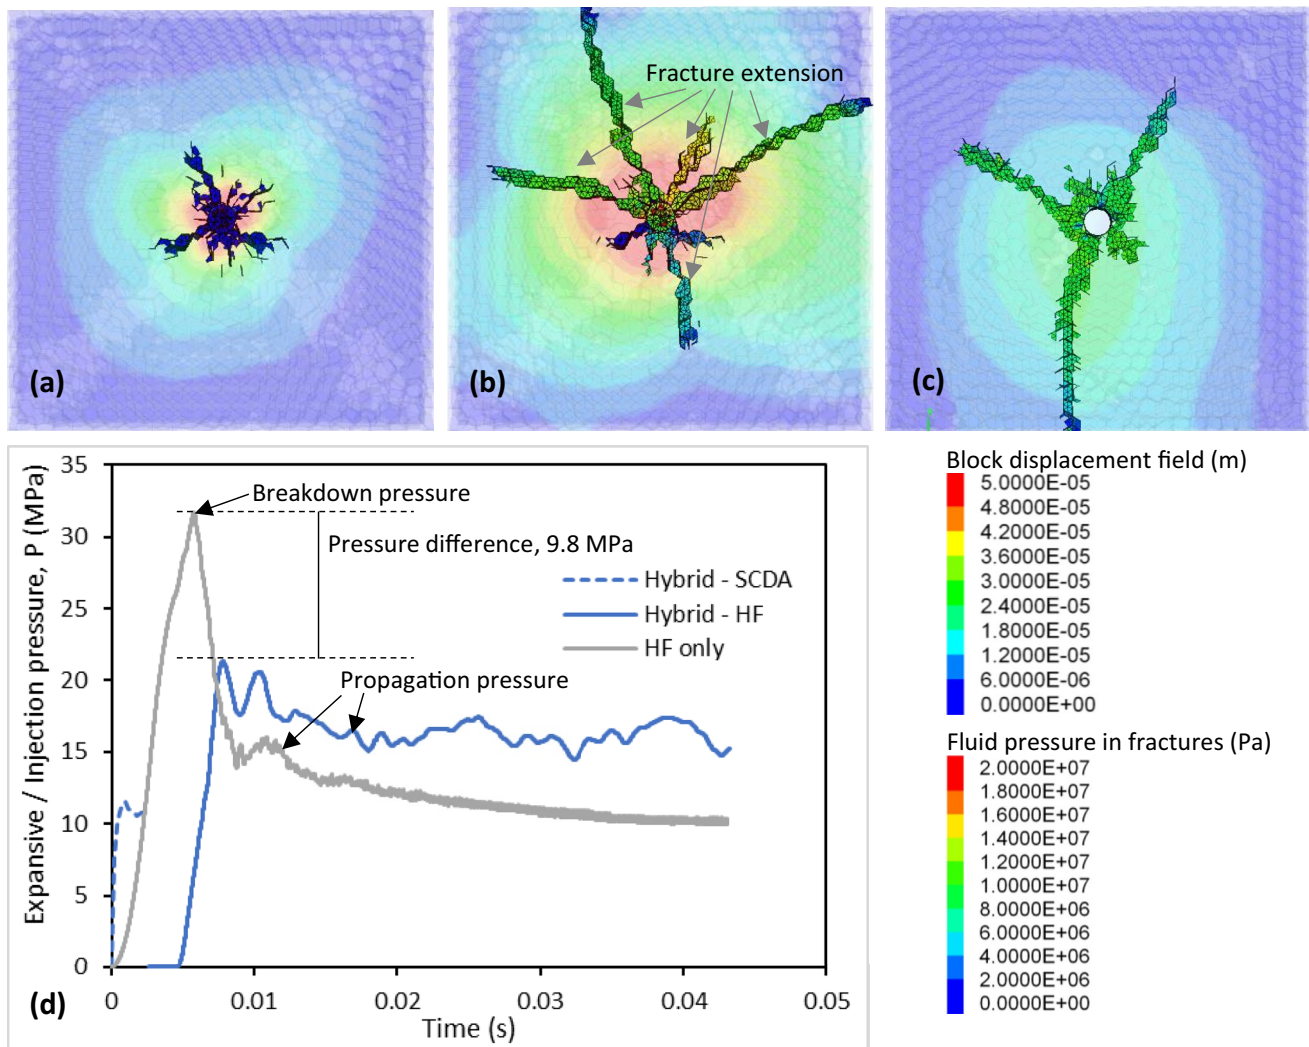 Fracture extension
(a)
(b)
(c)
35
30
25
20
15
10
5
0
Expansive / Injection pressure, P (MPa)
Breakdown pressure
Pressure difference, 9.8 MPa
Hybrid - SCDA
Hybrid - HF
HF only
Propagation pressure
0
0.01
0.02
0.03
0.04
0.05
Time (s)
(d)
Block displacement field (m)
5.0000E-05
4.8000E-05
4.2000E-05
3.6000E-05
3.0000E-05
2.4000E-05
1.8000E-05
1.2000E-05
6.0000E-06
0.0000E+00
Fluid pressure in fractures (Pa)
2.0000E+07
1.8000E+07
1.6000E+07
1.4000E+07
1.2000E+07
1.0000E+07
8.0000E+06
6.0000E+06
4.0000E+06
2.0000E+06
0.0000E+00